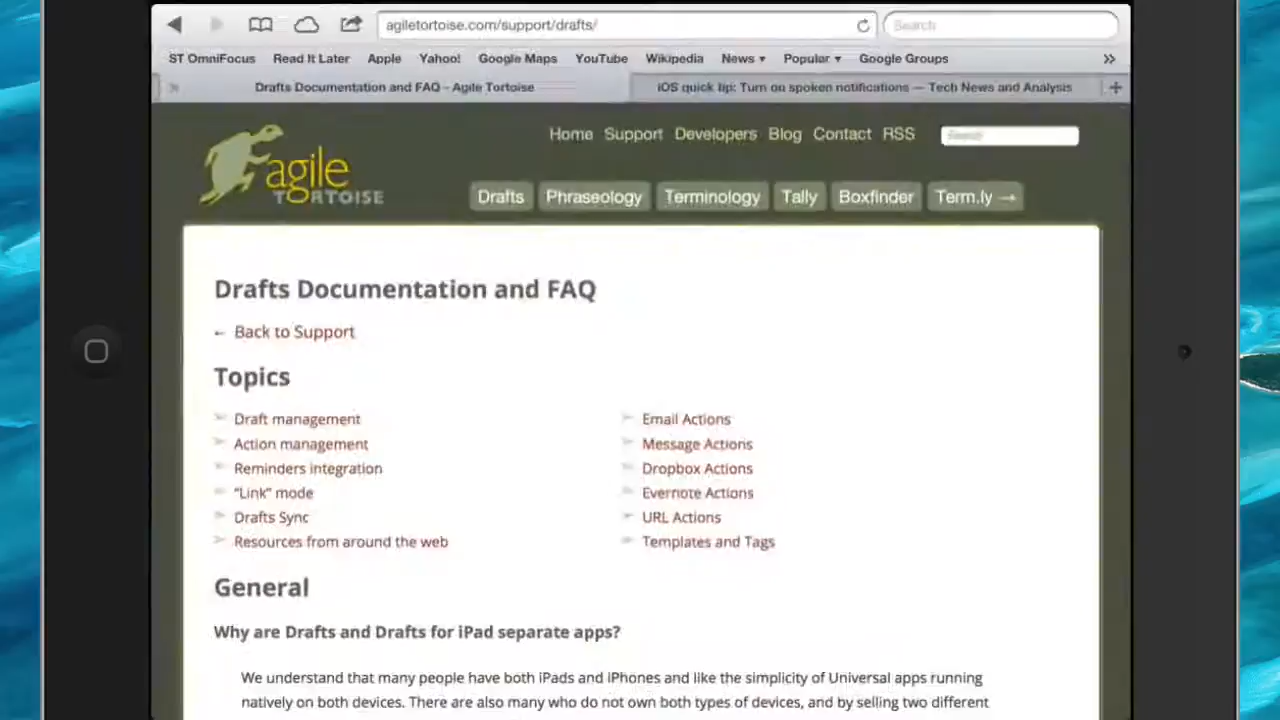 agiletortoise.com/support/drafts/
Search
ST OmniFocus Read It Later Apple Yahoo! Google Maps YouTube Wikipedia News ▾ Popular ▾ Google Groups »
Drafts Documentation and FAQ - Agile Tortoise
iOS quick tip: Turn on spoken notifications — Tech News and Analysis
Home Support Developers Blog Contact RSS
Search
agile
TORTOISE
Drafts Phraseology Terminology Tally Boxfinder Term.ly →
Drafts Documentation and FAQ
← Back to Support
Topics
Draft management
Action management
Reminders integration
"Link" mode
Drafts Sync
Resources from around the web
Email Actions
Message Actions
Dropbox Actions
Evernote Actions
URL Actions
Templates and Tags
General
Why are Drafts and Drafts for iPad separate apps?
We understand that many people have both iPads and iPhones and like the simplicity of Universal apps running
natively on both devices. There are also many who do not own both types of devices, and by selling two different